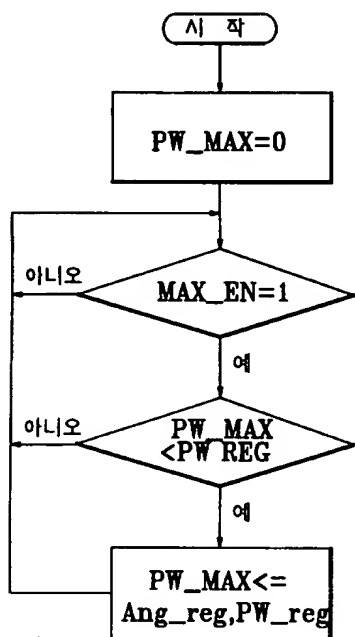 시 작
PW_MAX=0
아니오
MAX_EN=1
예
아니오
PW_MAX
<PW_REG
예
PW_MAX<=
Ang_reg,PW_reg